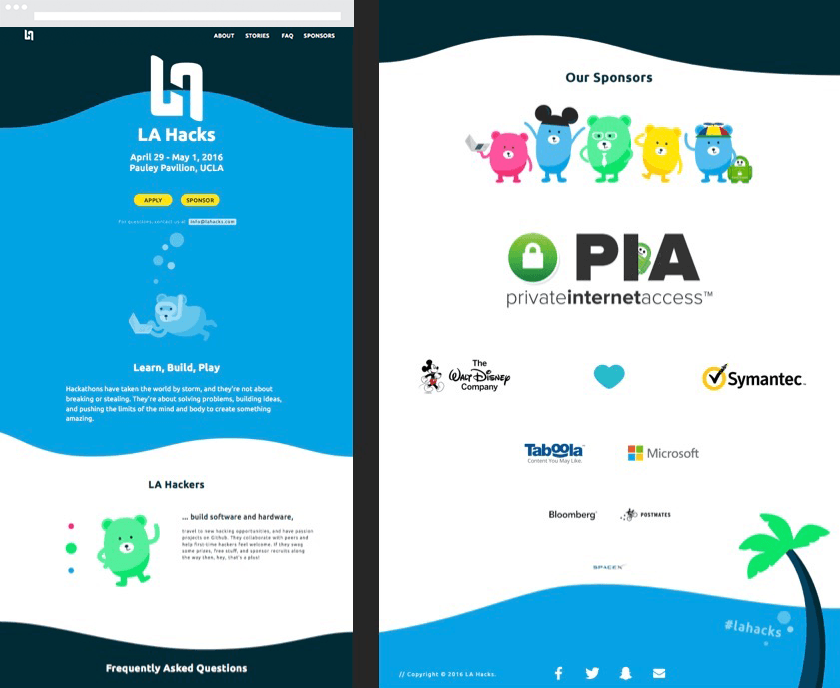 ABOUT STORIES FAQ SPONSORS
LA Hacks
April 29 - May 1, 2016
Pauley Pavilion, UCLA
APPLY SPONSOR
For questions, contact us at info@lahacks.com
Learn, Build, Play
Hackathons have taken the world by storm, and they're not about
breaking or stealing. They're about solving problems, building ideas,
and pushing the limits of the mind and body to create something
amazing.
LA Hackers
... build software and hardware,
travel to new hacking opportunities, and have passion
projects on Github. They collaborate with peers and
help first-time hackers feel welcome. If they swag
some prizes, free stuff, and sponsor recruits along
the way then, hey, that's a plus!
Frequently Asked Questions
Our Sponsors
PIA
privateinternetaccess™
The
Walt Disney
Company
Symantec.
Taboola
Content You May Like.
Microsoft
Bloomberg
POSTMATES
SPACEX
#lahacks
// Copyright © 2016 LA Hacks.